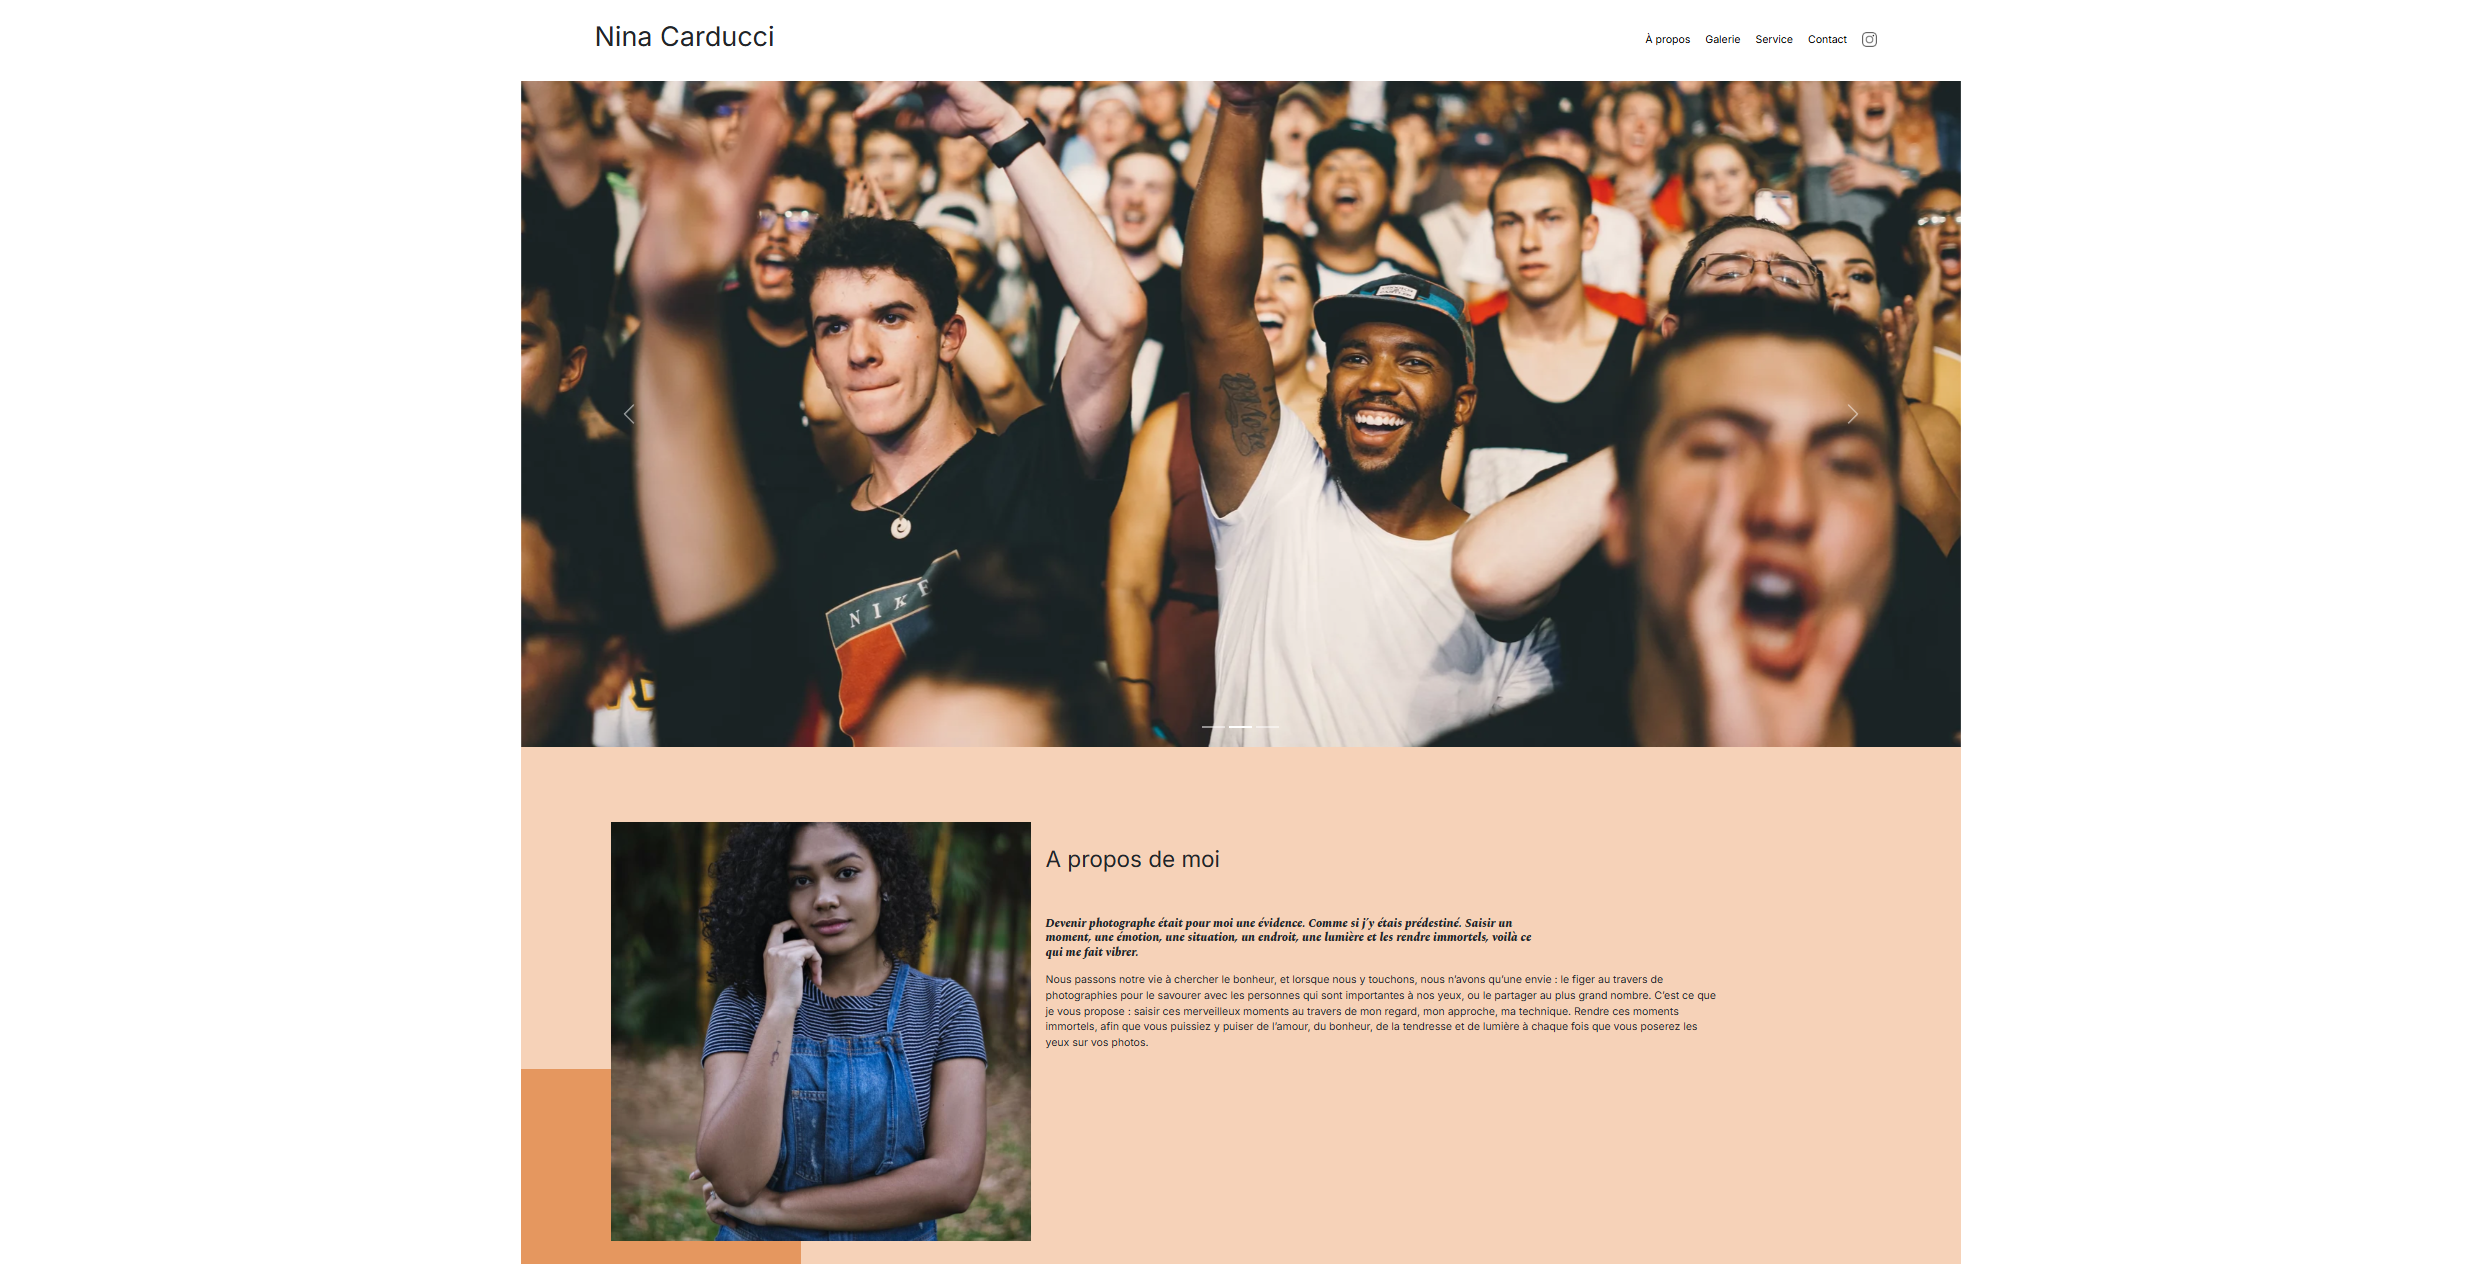 Nina Carducci
À propos Galerie Service Contact
NIKE
A propos de moi
Devenir photographe était pour moi une évidence. Comme si j'y étais prédestiné. Saisir un
moment, une émotion, une situation, un endroit, une lumière et les rendre immortels, voilà ce
qui me fait vibrer.
Nous passons notre vie à chercher le bonheur, et lorsque nous y touchons, nous n’avons qu’une envie : le figer au travers de
photographies pour le savourer avec les personnes qui sont importantes à nos yeux, ou le partager au plus grand nombre. C’est ce que
je vous propose : saisir ces merveilleux moments au travers de mon regard, mon approche, ma technique. Rendre ces moments
immortels, afin que vous puissiez y puiser de l’amour, du bonheur, de la tendresse et de lumière à chaque fois que vous poserez les
yeux sur vos photos.